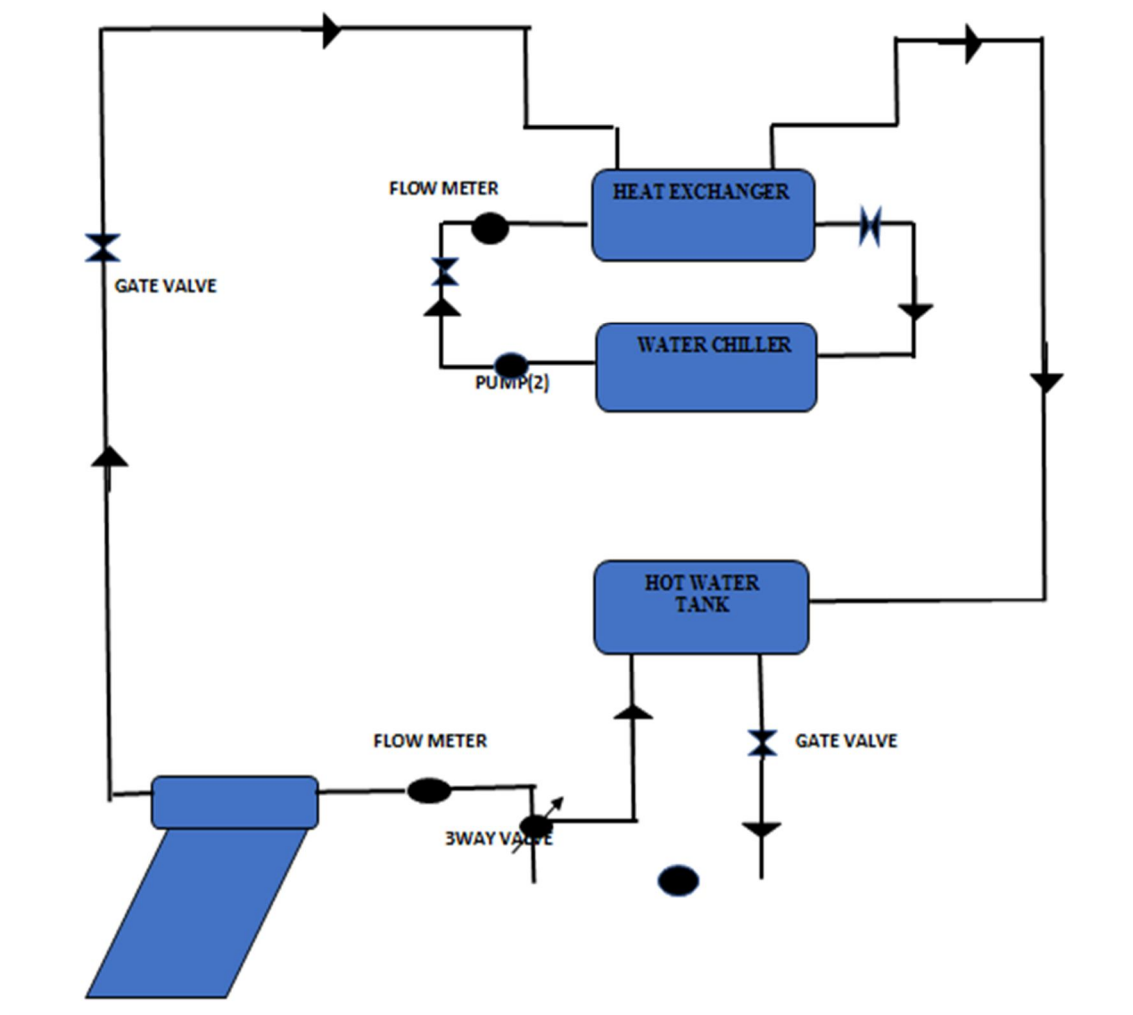 FLOW METER
HEAT EXCHANGER
GATE VALVE
WATER CHILLER
PUMP(2)
HOT WATER
TANK
FLOW METER
GATE VALVE
3WAY VALVE